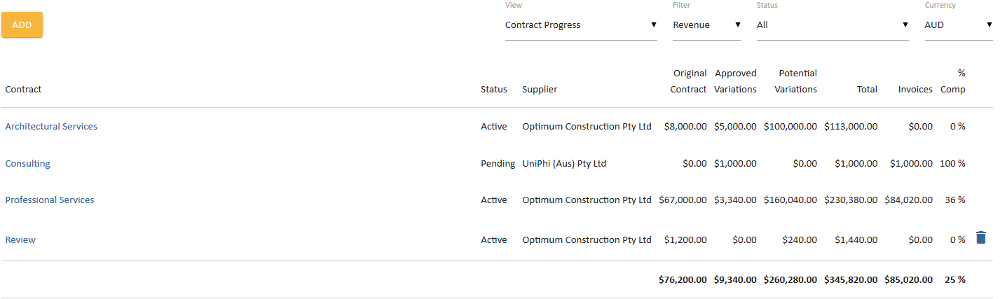 View Filter Status Currency
ADD Contract Progress Revenue All AUD
Original Approved Potential %
Contract Status Supplier Contract Variations Variations Total Invoices Comp
Architectural Services Active Optimum Construction Pty Ltd $8,000.00 $5,000.00 $100,000.00 $113,000.00 $0.00 0 %
Consulting Pending UniPhi (Aus) Pty Ltd $0.00 $1,000.00 $0.00 $1,000.00 $1,000.00 100 %
Professional Services Active Optimum Construction Pty Ltd $67,000.00 $3,340.00 $160,040.00 $230,380.00 $84,020.00 36 %
Review Active Optimum Construction Pty Ltd $1,200.00 $0.00 $240.00 $1,440.00 $0.00 0 %
$76,200.00 $9,340.00 $260,280.00 $345,820.00 $85,020.00 25 %